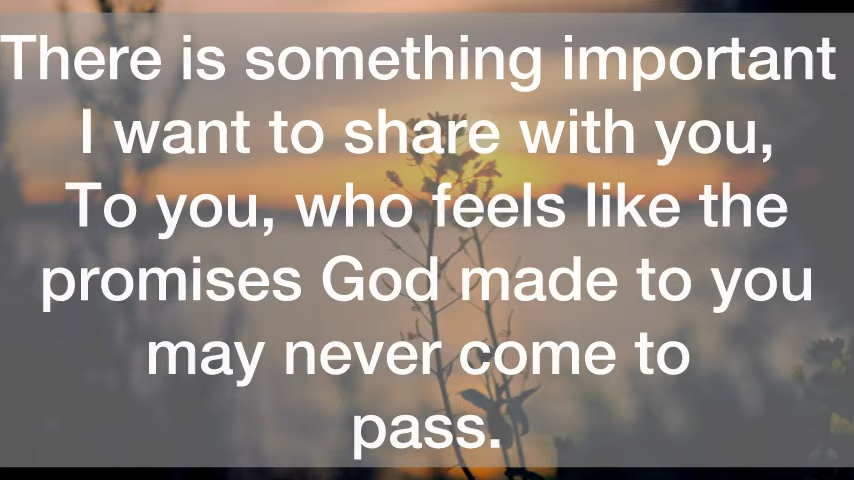 There is something important
I want to share with you,
To you, who feels like the
promises God made to you
may never come to
pass.